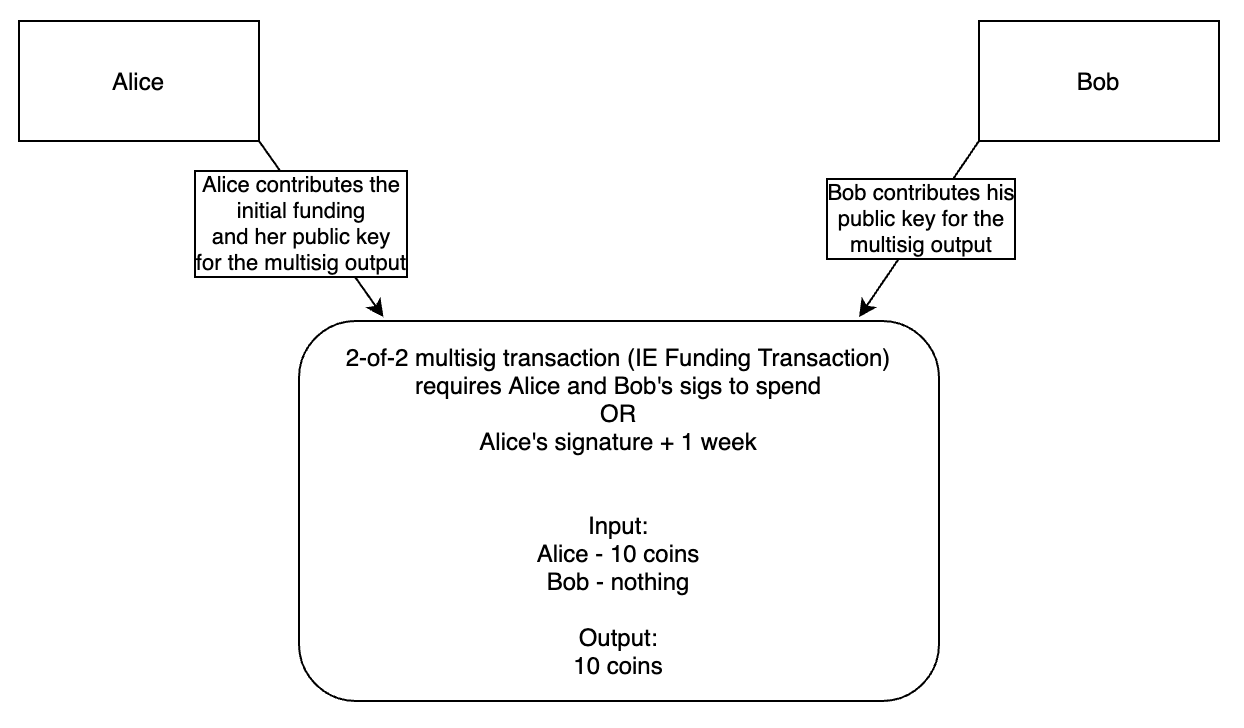 Alice
Bob
Alice contributes the
initial funding
and her public key
for the multisig output
Bob contributes his
public key for the
multisig output
2-of-2 multisig transaction (IE Funding Transaction)
requires Alice and Bob's sigs to spend
OR
Alice's signature + 1 week
Input:
Alice - 10 coins
Bob - nothing
Output:
10 coins